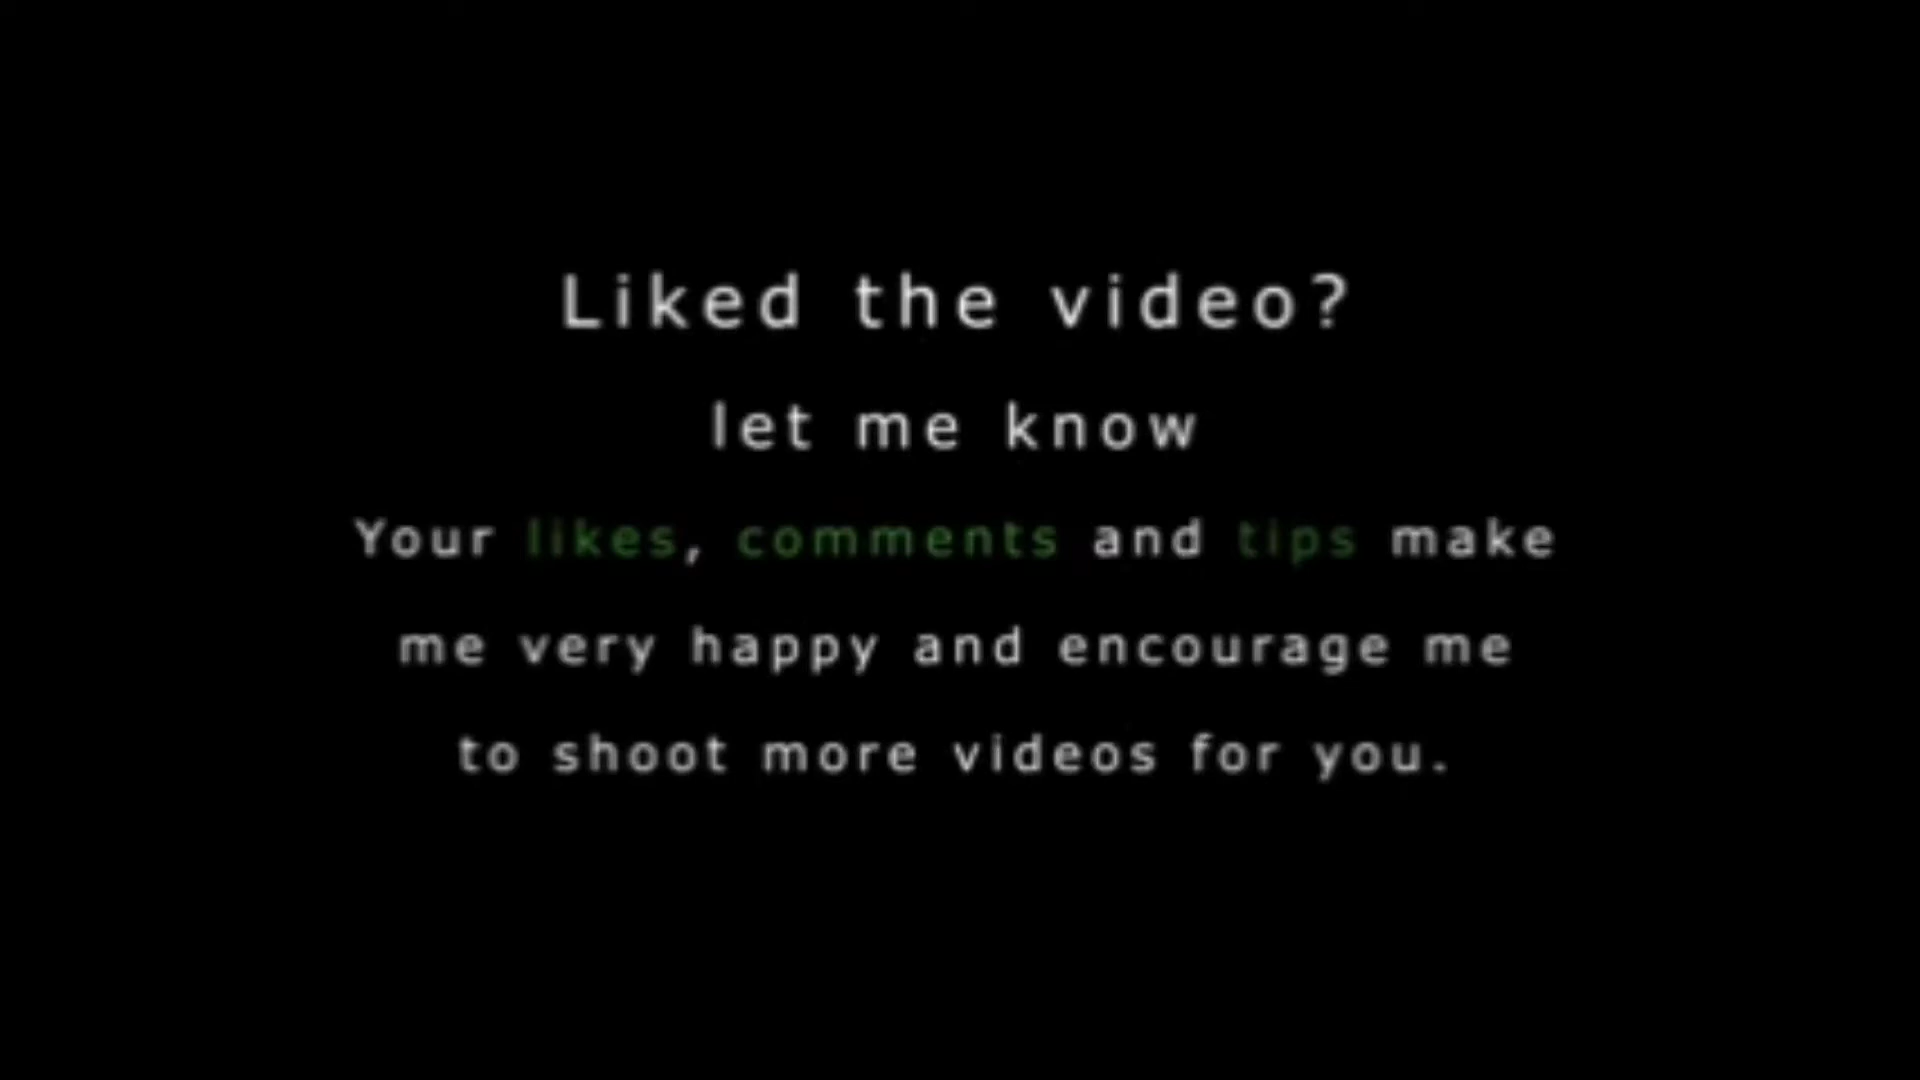 Liked the video?
let me know
Your likes, comments and tips make
me very happy and encourage me
to shoot more videos for you.